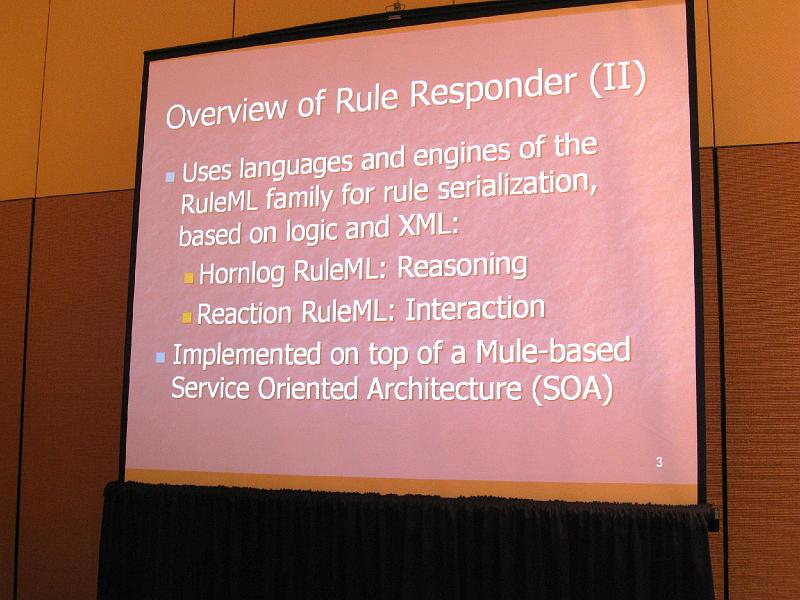 Overview of Rule Responder (II)
Uses languages and engines of the
RuleML family for rule serialization,
based on logic and XML:
Hornlog RuleML: Reasoning
Reaction RuleML: Interaction
Implemented on top of a Mule-based
Service Oriented Architecture (SOA)
3